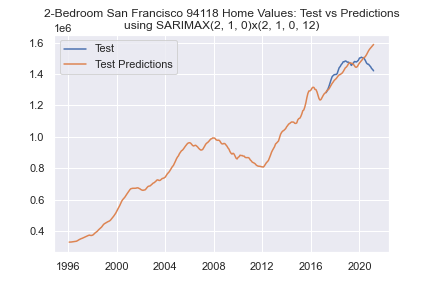 2-Bedroom San Francisco 94118 Home Values: Test vs Predictions
using SARIMAX(2, 1, 0)x(2, 1, 0, 12)
1e6
Test
Test Predictions
1.6
1.4
1.2
1.0
0.8
0.6
0.4
1996 2000 2004 2008 2012 2016 2020